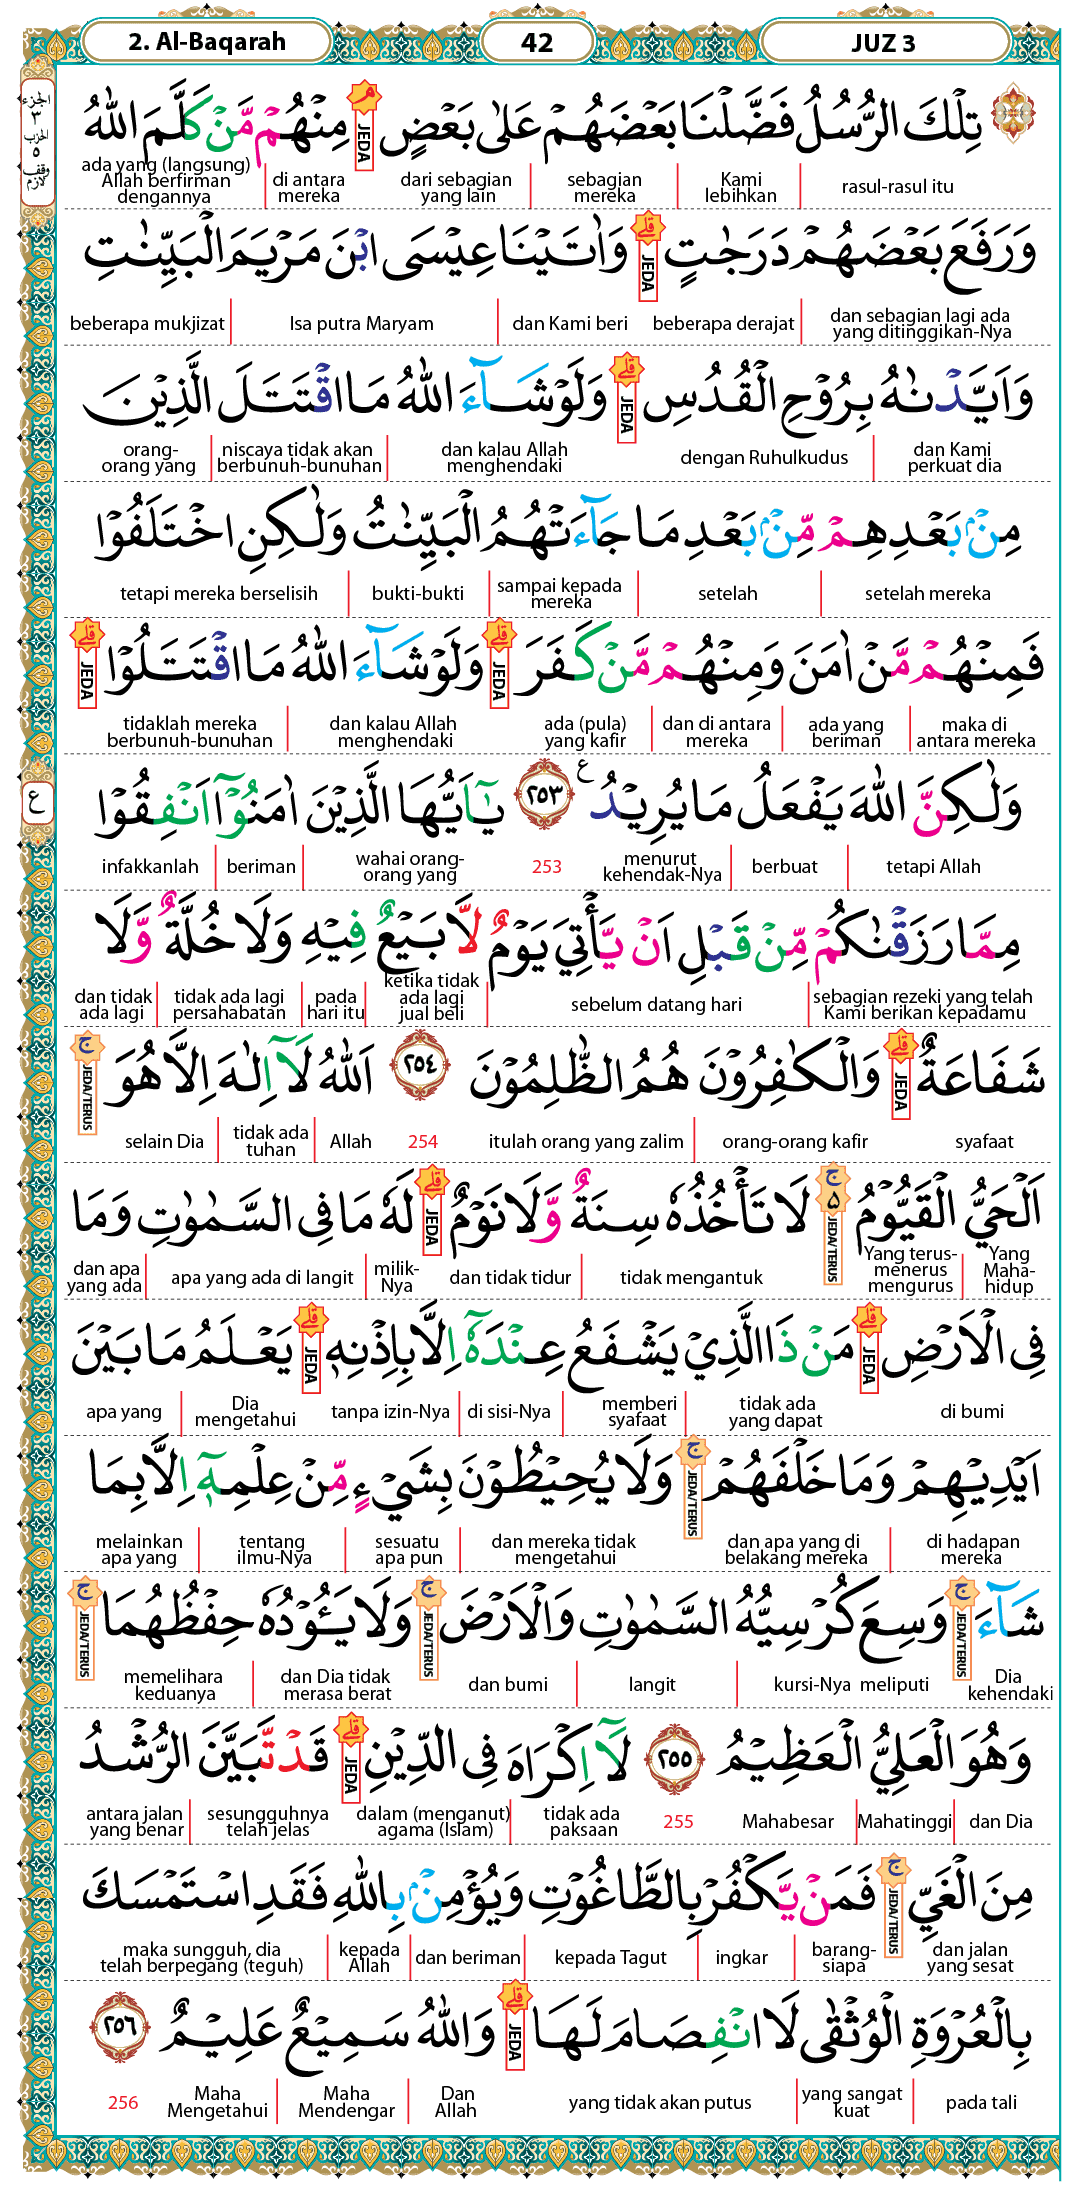 2. Al-Baqarah 42 JUZ 3
الجزء
٣
الحزب
٥
وقف
لازم
تِلْكَ الرُّسُلُ فَضَّلْنَا بَعْضَهُمْ عَلٰى بَعْضٍۘ مِنْهُمْ مَّنْ كَلَّمَ اللّٰهُ
JEDA
rasul-rasul itu | Kami lebihkan | sebagian mereka | dari sebagian yang lain | di antara mereka | ada yang (langsung) Allah berfirman dengannya
وَرَفَعَ بَعْضَهُمْ دَرَجٰتٍۗ وَاٰتَيْنَا عِيْسَى ابْنَ مَرْيَمَ الْبَيِّنٰتِ
JEDA
dan sebagian lagi ada yang ditinggikan-Nya | beberapa derajat dan Kami beri | Isa putra Maryam | beberapa mukjizat
وَاَيَّدْنٰهُ بِرُوْحِ الْقُدُسِۗ وَلَوْ شَاۤءَ اللّٰهُ مَا اقْتَتَلَ الَّذِيْنَ
JEDA
dan Kami perkuat dia | dengan Ruhulkudus dan kalau Allah menghendaki | niscaya tidak akan berbunuh-bunuhan | orang-orang yang
مِنْۢ بَعْدِهِمْ مِّنْۢ بَعْدِ مَا جَاۤءَتْهُمُ الْبَيِّنٰتُ وَلٰكِنِ اخْتَلَفُوْا
setelah mereka | setelah | sampai kepada mereka | bukti-bukti | tetapi mereka berselisih
فَمِنْهُمْ مَّنْ اٰمَنَ وَمِنْهُمْ مَّنْ كَفَرَۗ وَلَوْ شَاۤءَ اللّٰهُ مَا اقْتَتَلُوْاۗ
JEDA JEDA
maka di antara mereka | ada yang beriman | dan di antara mereka | ada (pula) yang kafir dan kalau Allah menghendaki | tidaklah mereka berbunuh-bunuhan
وَلٰكِنَّ اللّٰهَ يَفْعَلُ مَا يُرِيْدُ ࣖ ٢٥٣ يٰٓاَيُّهَا الَّذِيْنَ اٰمَنُوْٓا اَنْفِقُوْا
ع
tetapi Allah | berbuat | menurut kehendak-Nya 253 wahai orang-orang yang | beriman | infakkanlah
مِمَّا رَزَقْنٰكُمْ مِّنْ قَبْلِ اَنْ يَّأْتِيَ يَوْمٌ لَّا بَيْعٌ فِيْهِ وَلَا خُلَّةٌ وَّلَا
sebagian rezeki yang telah Kami berikan kepadamu | sebelum datang hari | ketika tidak ada lagi jual beli | pada hari itu | tidak ada lagi persahabatan | dan tidak ada lagi
شَفَاعَةٌۗ وَالْكٰفِرُوْنَ هُمُ الظّٰلِمُوْنَ ٢٥٤ اَللّٰهُ لَآ اِلٰهَ اِلَّا هُوَۚ
JEDA JEDA/TERUS
syafaat orang-orang kafir | itulah orang yang zalim 254 Allah | tidak ada tuhan | selain Dia
اَلْحَيُّ الْقَيُّوْمُ ەۚ لَا تَأْخُذُهٗ سِنَةٌ وَّلَا نَوْمٌۗ لَهٗ مَا فِى السَّمٰوٰتِ وَمَا
JEDA/TERUS JEDA
Yang Maha-hidup | Yang terus-menerus mengurus tidak mengantuk | dan tidak tidur milik-Nya | apa yang ada di langit | dan apa yang ada
فِى الْاَرْضِۗ مَنْ ذَا الَّذِيْ يَشْفَعُ عِنْدَهٗٓ اِلَّا بِاِذْنِهٖۗ يَعْلَمُ مَا بَيْنَ
JEDA JEDA
di bumi tidak ada yang dapat | memberi syafaat | di sisi-Nya | tanpa izin-Nya Dia mengetahui | apa yang
اَيْدِيْهِمْ وَمَا خَلْفَهُمْۚ وَلَا يُحِيْطُوْنَ بِشَيْءٍ مِّنْ عِلْمِهٖٓ اِلَّا بِمَا
JEDA/TERUS
di hadapan mereka | dan apa yang di belakang mereka dan mereka tidak mengetahui | sesuatu apa pun | tentang ilmu-Nya | melainkan apa yang
شَاۤءَۚ وَسِعَ كُرْسِيُّهُ السَّمٰوٰتِ وَالْاَرْضَۚ وَلَا يَـُٔوْدُهٗ حِفْظُهُمَاۚ
JEDA/TERUS JEDA/TERUS JEDA/TERUS
Dia kehendaki kursi-Nya meliputi | langit | dan bumi dan Dia tidak merasa berat | memelihara keduanya
وَهُوَ الْعَلِيُّ الْعَظِيْمُ ٢٥٥ لَآ اِكْرَاهَ فِى الدِّيْنِۗ قَدْ تَّبَيَّنَ الرُّشْدُ
JEDA
dan Dia | Mahatinggi | Mahabesar 255 tidak ada paksaan | dalam (menganut) agama (Islam) sesungguhnya telah jelas | antara jalan yang benar
مِنَ الْغَيِّۚ فَمَنْ يَّكْفُرْ بِالطَّاغُوْتِ وَيُؤْمِنْۢ بِاللّٰهِ فَقَدِ اسْتَمْسَكَ
JEDA/TERUS
dan jalan yang sesat barang-siapa | ingkar | kepada Tagut | dan beriman | kepada Allah | maka sungguh, dia telah berpegang (teguh)
بِالْعُرْوَةِ الْوُثْقٰى لَا انْفِصَامَ لَهَاۗ وَاللّٰهُ سَمِيْعٌ عَلِيْمٌ ٢٥٦
JEDA
pada tali | yang sangat kuat | yang tidak akan putus Dan Allah | Maha Mendengar | Maha Mengetahui 256